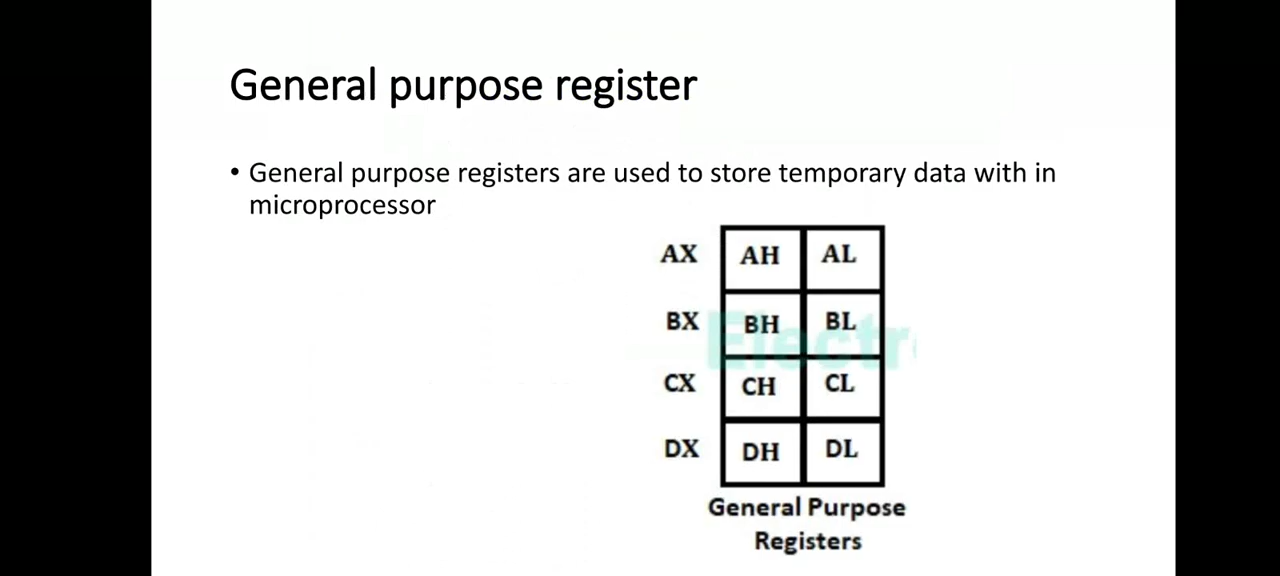 General purpose register
• General purpose registers are used to store temporary data with in
microprocessor
AX AH AL
BX BH BL
Electr
CX CH CL
DX DH DL
General Purpose
Registers